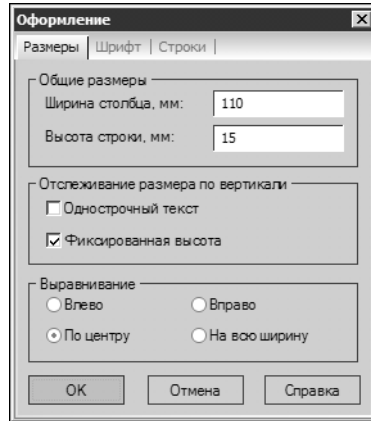 Оформление
Размеры | Шрифт | Строки |
Общие размеры
Ширина столбца, мм: 110
Высота строки, мм: 15
Отслеживание размера по вертикали
Однострочный текст
Фиксированная высота
Выравнивание
Влево Вправо
По центру На всю ширину
OK Отмена Справка